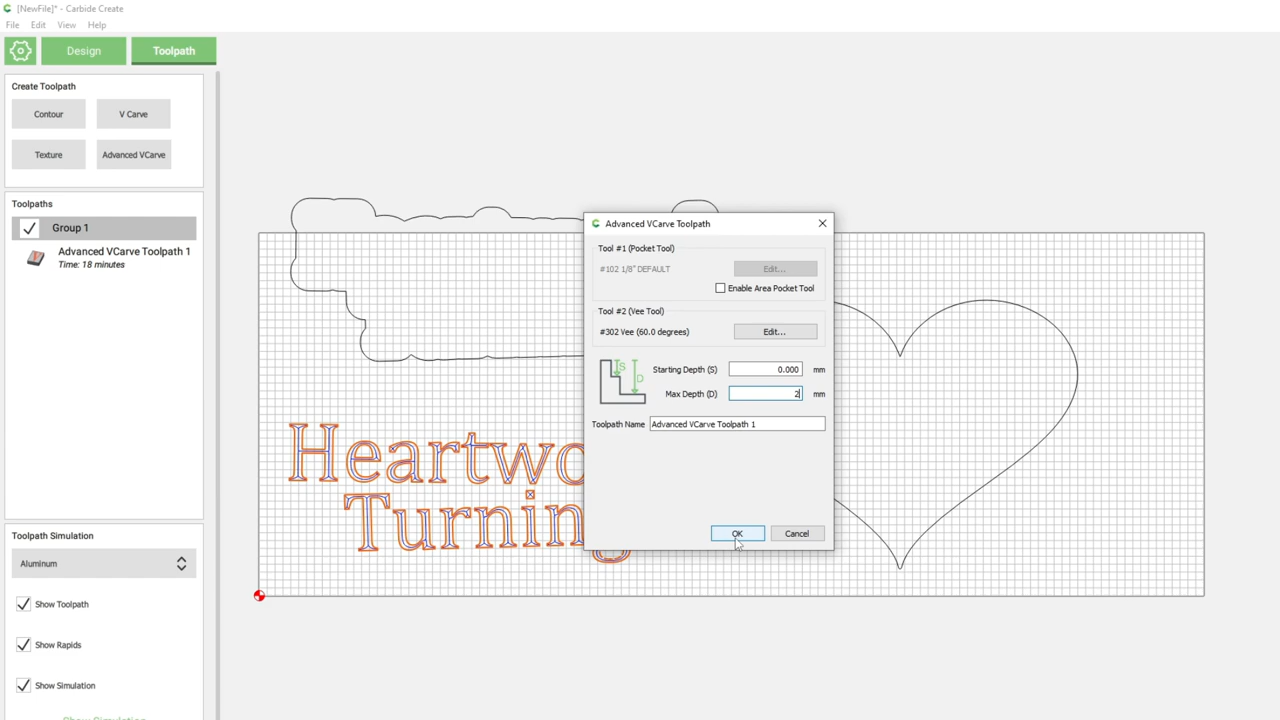 [NewFile]* - Carbide Create
File Edit View Help
Design Toolpath
Create Toolpath
Contour V Carve
Texture Advanced VCarve
Toolpaths
Group 1
Advanced VCarve Toolpath 1
Time: 18 minutes
Toolpath Simulation
Aluminum
Show Toolpath
Show Rapids
Show Simulation
Show Simulation
Advanced VCarve Toolpath
Tool #1 (Pocket Tool)
#102 1/8" DEFAULT Edit...
Enable Area Pocket Tool
Tool #2 (Vee Tool)
#302 Vee (60.0 degrees) Edit...
S D
Starting Depth (S) 0.000 mm
Max Depth (D) 2 mm
Toolpath Name Advanced VCarve Toolpath 1
OK Cancel
Heartwo
Turning